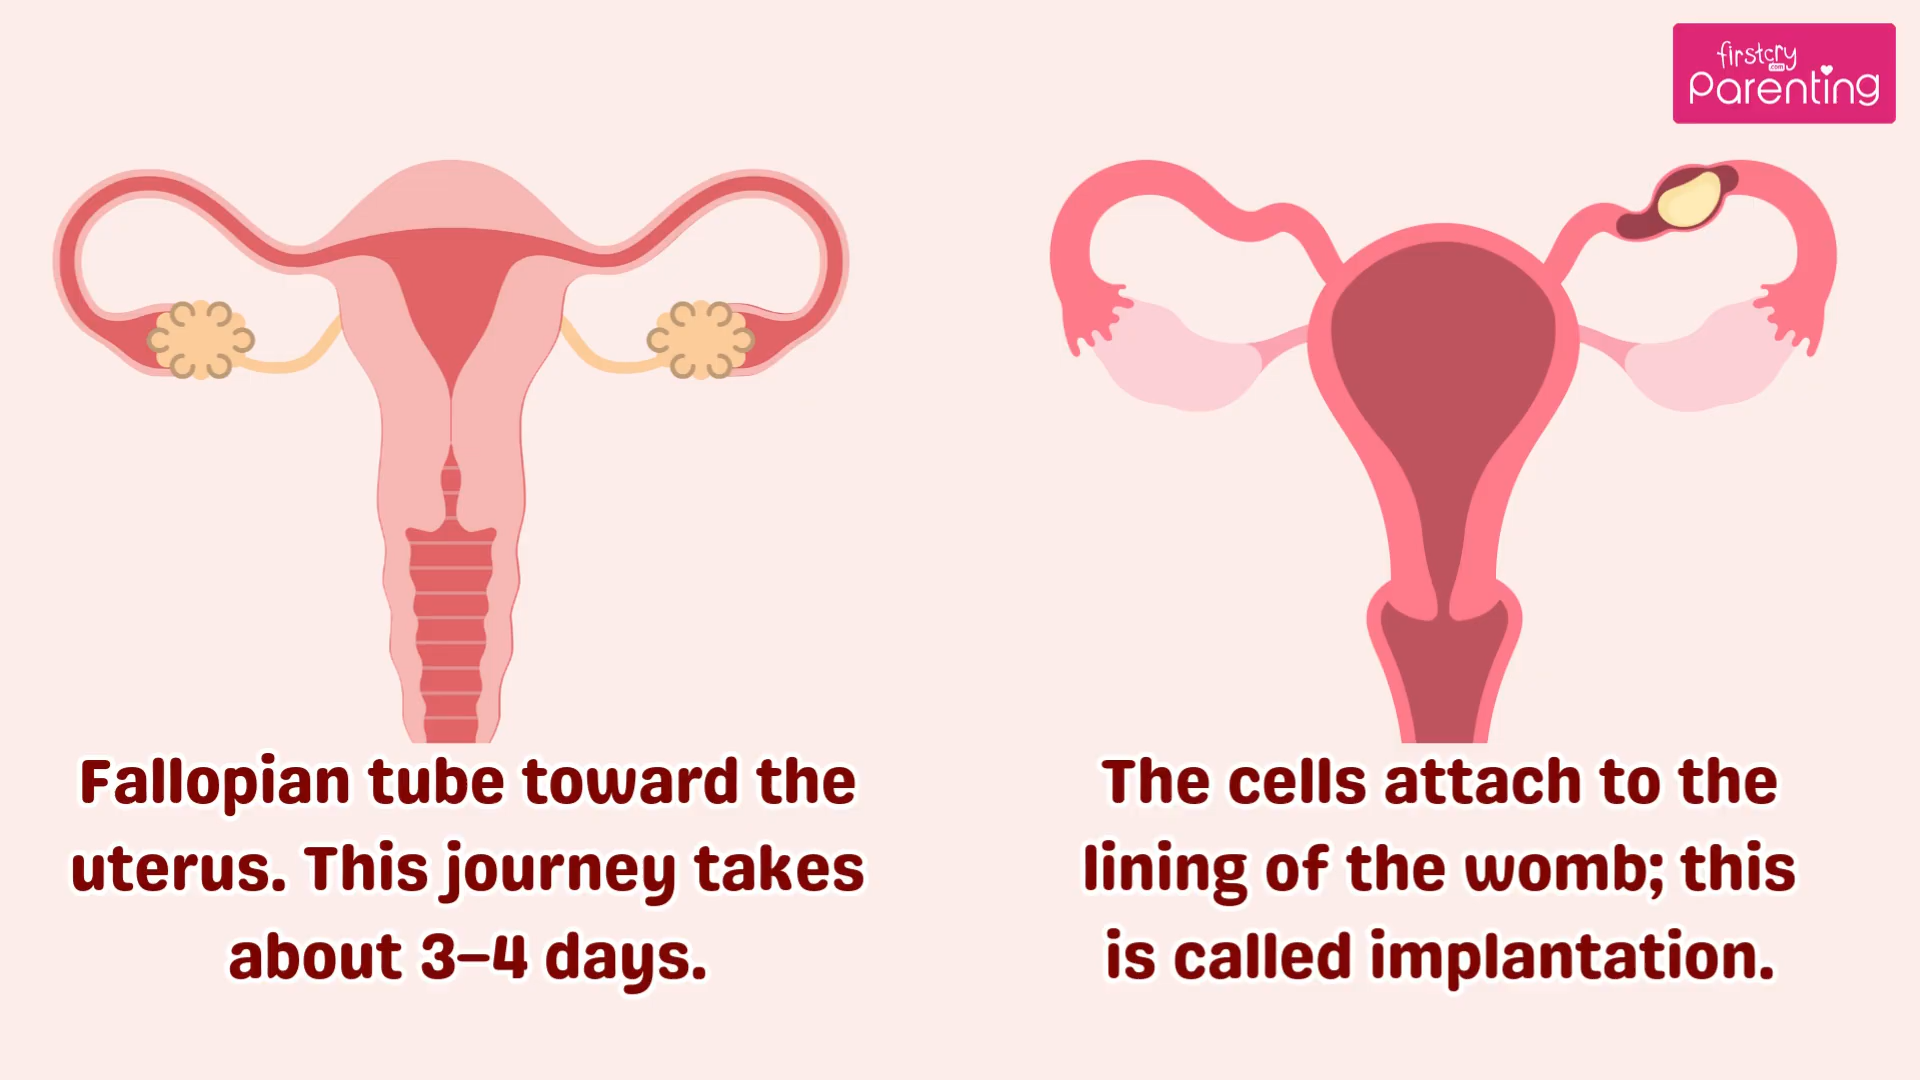 firstcry
.com
Parenting
Fallopian tube toward the
uterus. This journey takes
about 3–4 days.
The cells attach to the
lining of the womb; this
is called implantation.